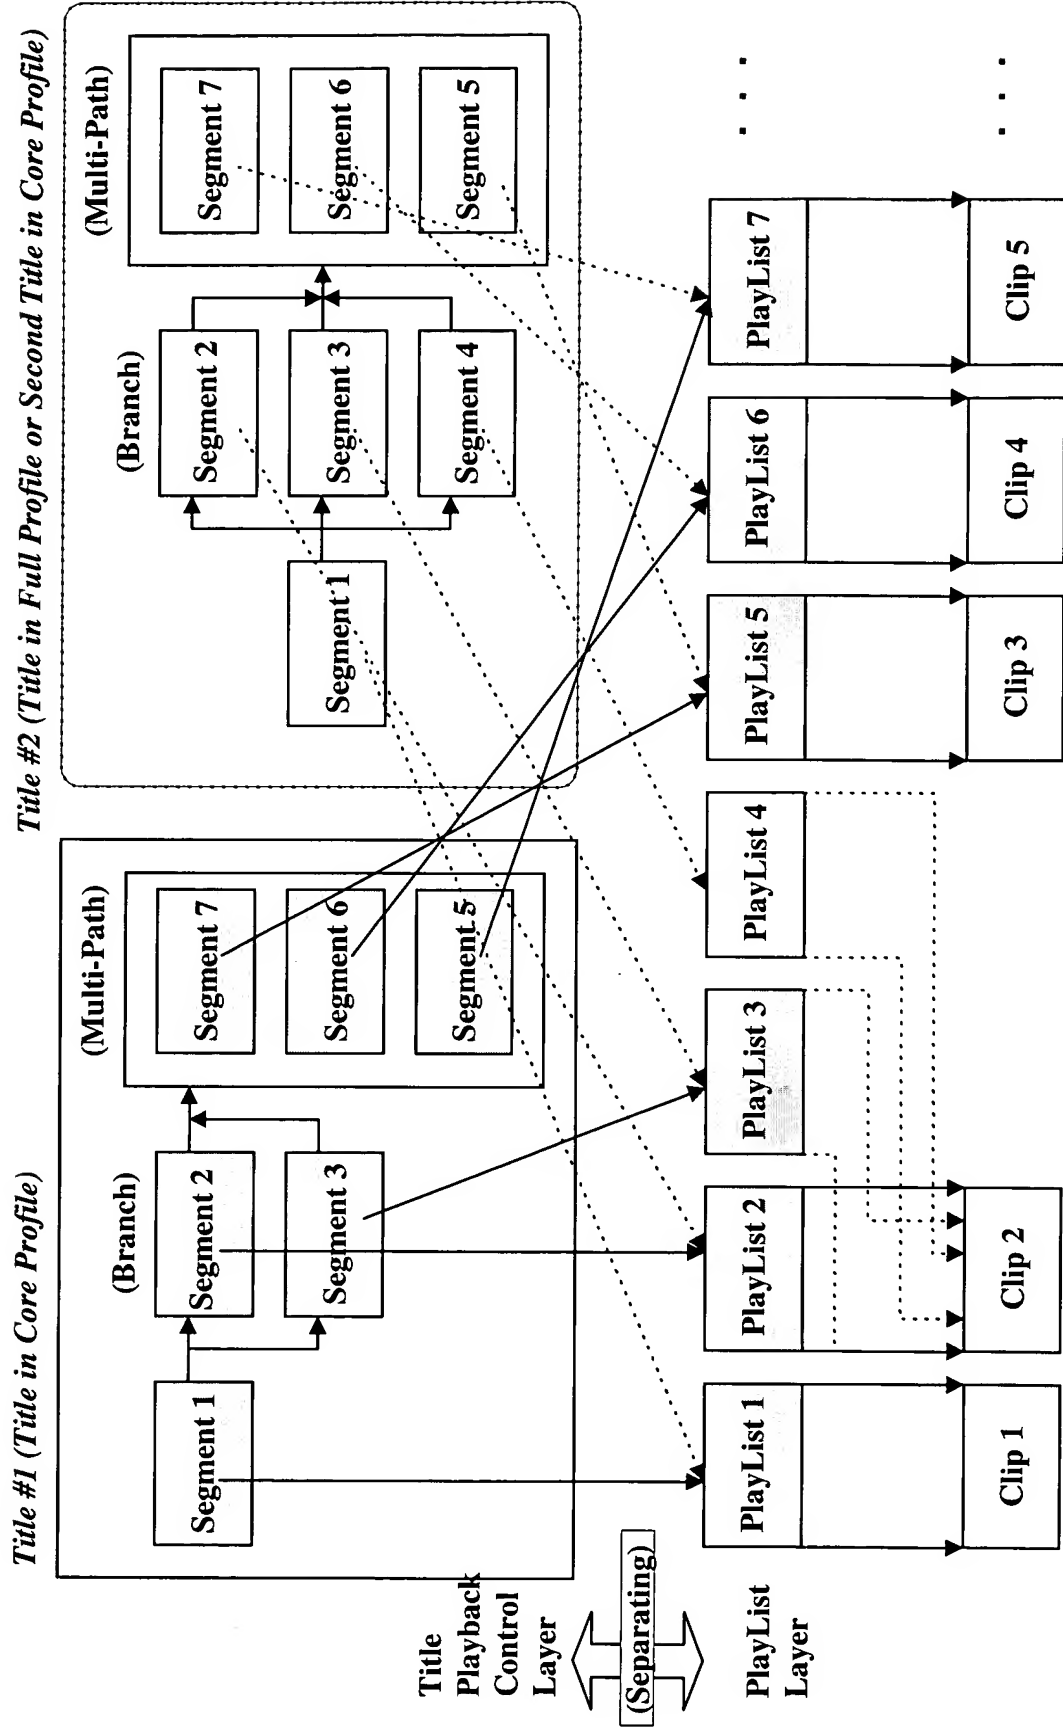 Title #1 (Title in Core Profile)
Title #2 (Title in Full Profile or Second Title in Core Profile)
(Branch)
(Multi-Path)
Segment 1
Segment 2
Segment 3
Segment 7
Segment 6
Segment 5
(Branch)
(Multi-Path)
Segment 1
Segment 2
Segment 3
Segment 4
Segment 7
Segment 6
Segment 5
Title
Playback
Control
Layer
(Separating)
PlayList
Layer
PlayList 1
PlayList 2
PlayList 3
PlayList 4
PlayList 5
PlayList 6
PlayList 7
. . .
Clip 1
Clip 2
Clip 3
Clip 4
Clip 5
. . .